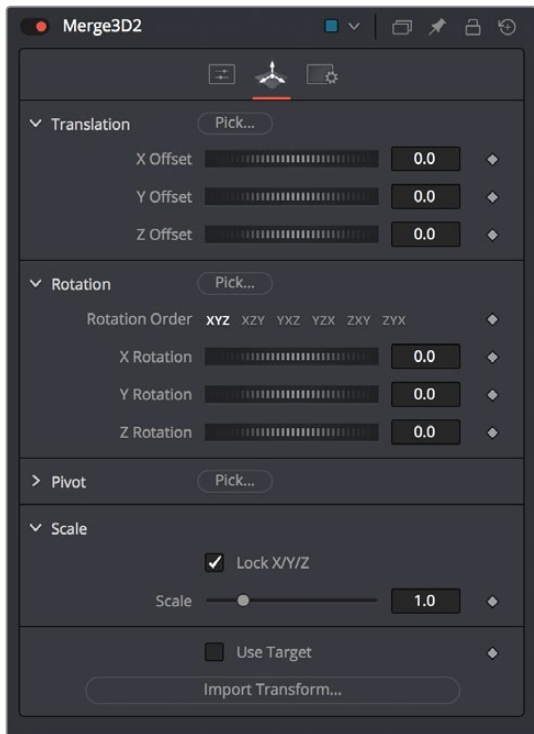 Merge3D2
Translation Pick...
X Offset 0.0
Y Offset 0.0
Z Offset 0.0
Rotation Pick...
Rotation Order XYZ XZY YXZ YZX ZXY ZYX
X Rotation 0.0
Y Rotation 0.0
Z Rotation 0.0
Pivot Pick...
Scale
Lock X/Y/Z
Scale 1.0
Use Target
Import Transform...